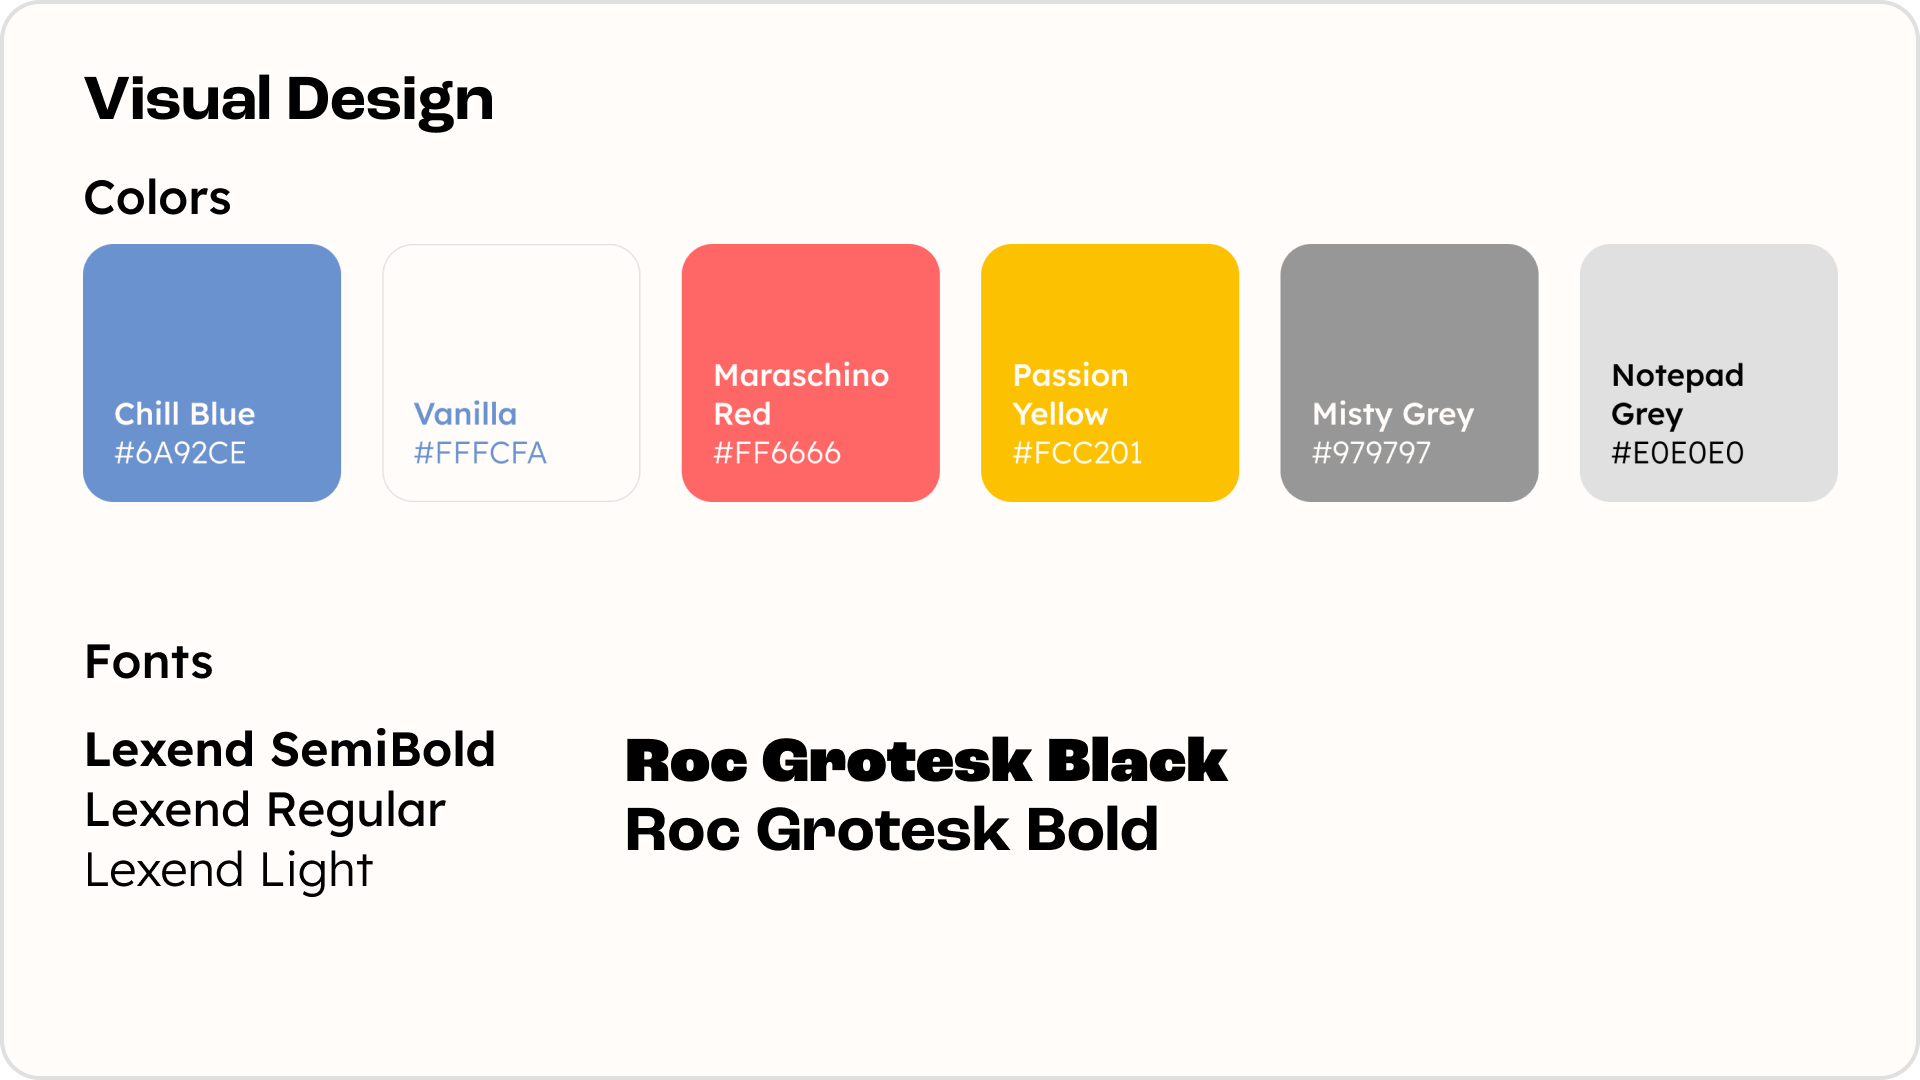 Visual Design
Colors
Chill Blue
#6A92CE
Vanilla
#FFFCFA
Maraschino
Red
#FF6666
Passion
Yellow
#FCC201
Misty Grey
#979797
Notepad
Grey
#E0E0E0
Fonts
Lexend SemiBold
Lexend Regular
Lexend Light
Roc Grotesk Black
Roc Grotesk Bold